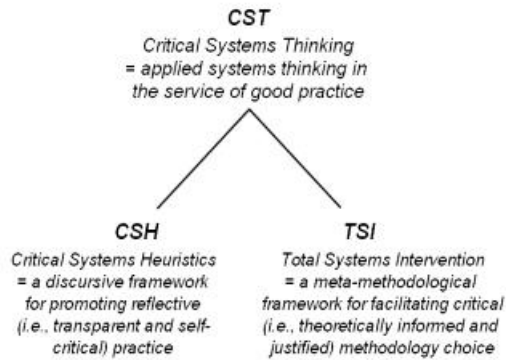 CST
Critical Systems Thinking
= applied systems thinking in
the service of good practice
CSH
Critical Systems Heuristics
= a discursive framework
for promoting reflective
(i.e., transparent and self-
critical) practice
TSI
Total Systems Intervention
= a meta-methodological
framework for facilitating critical
(i.e., theoretically informed and
justified) methodology choice